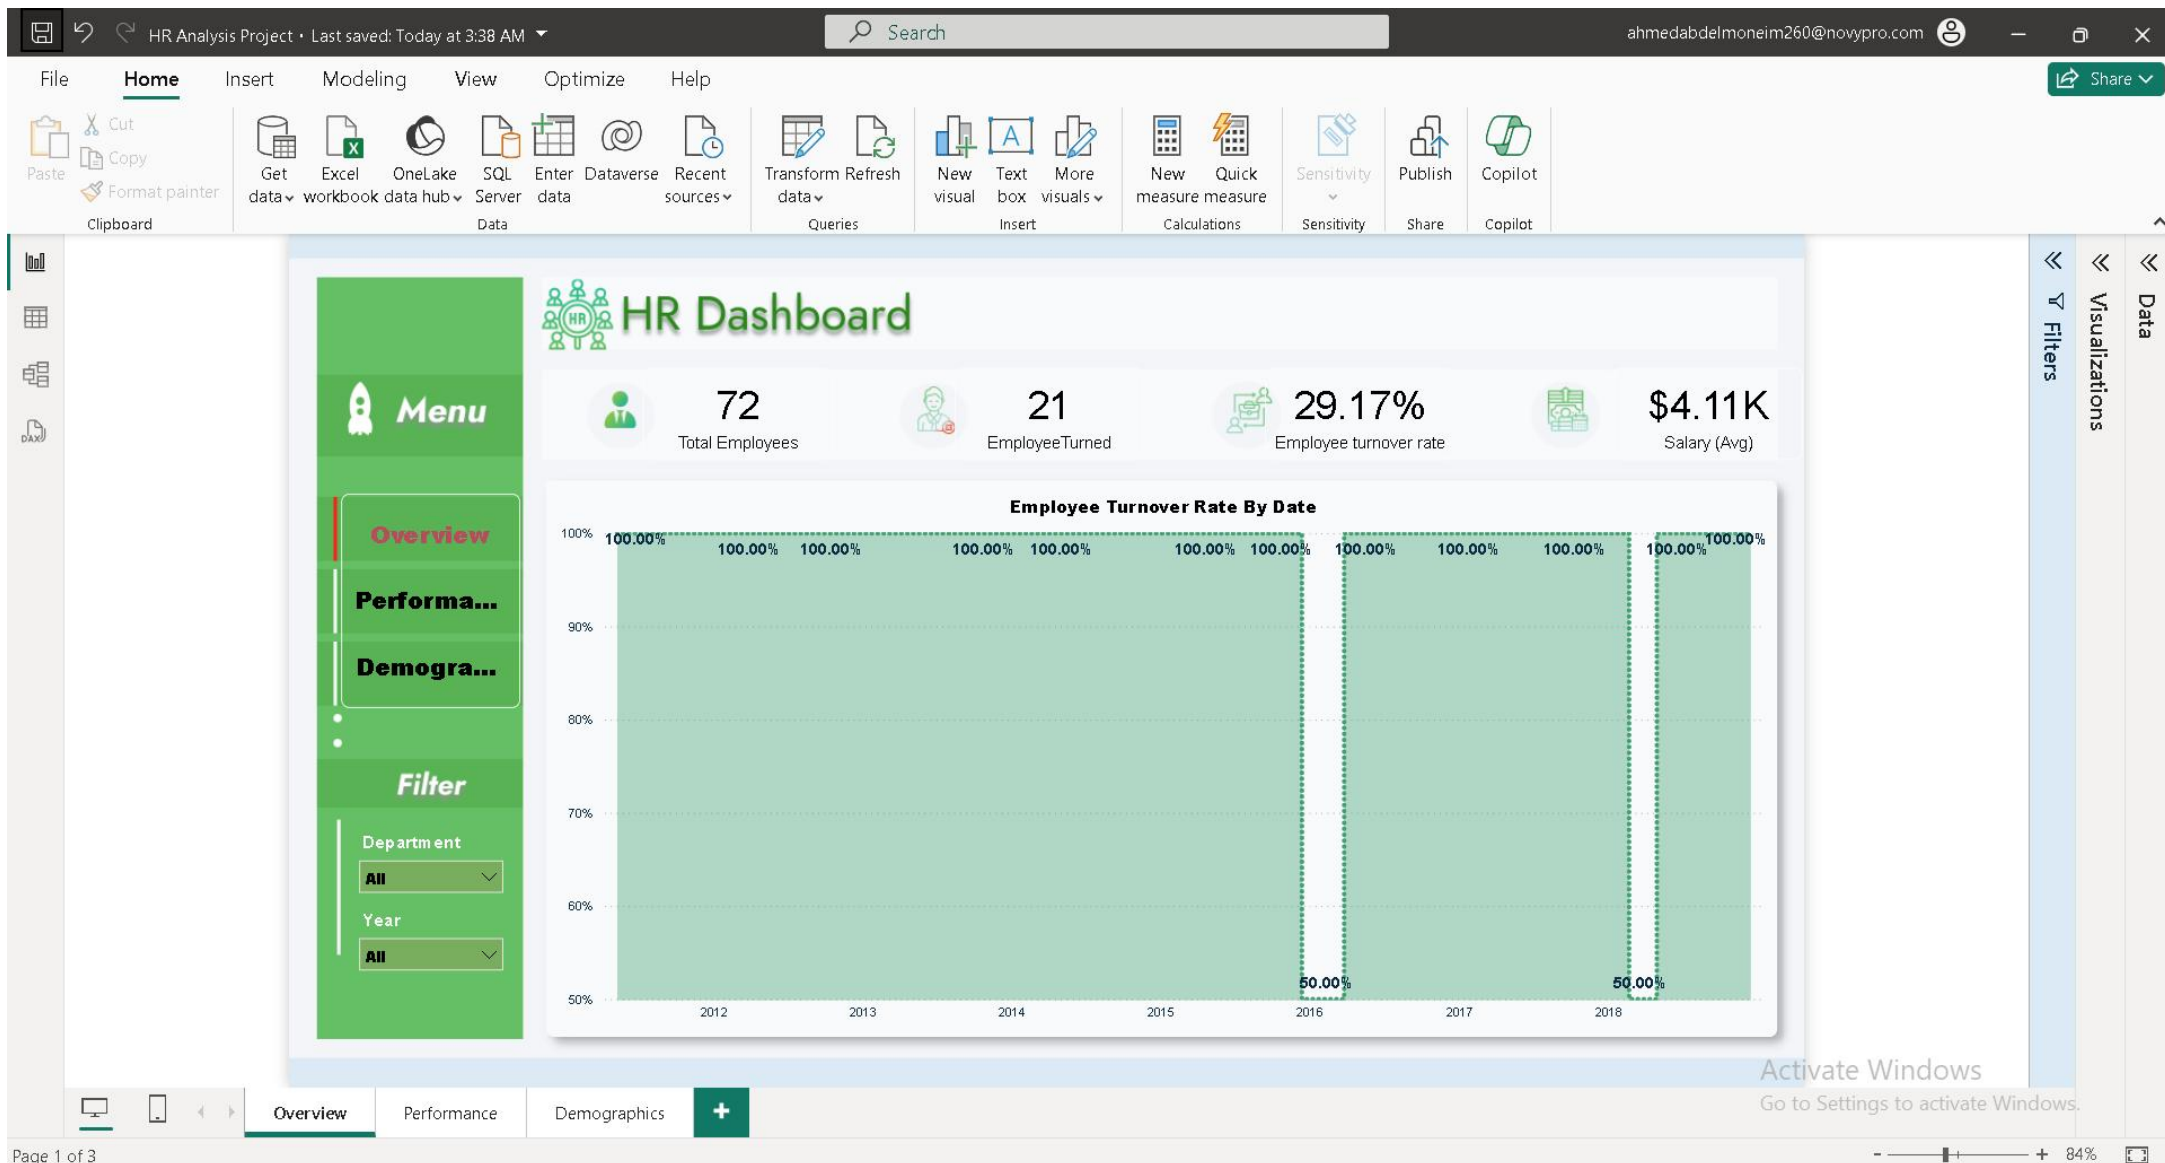 HR Analysis Project • Last saved: Today at 3:38 AM
Search
ahmedabdelmoneim260@novypro.com
File Home Insert Modeling View Optimize Help
Share
Paste
Cut
Copy
Format painter
Clipboard
Get data
Excel workbook
OneLake data hub
SQL Server
Enter data
Dataverse
Recent sources
Data
Transform data
Refresh
Queries
New visual
Text box
More visuals
Insert
New measure
Quick measure
Calculations
Sensitivity
Sensitivity
Publish
Share
Copilot
Copilot
DAX
Filters
Visualizations
Data
HR
HR Dashboard
Menu
72
Total Employees
21
EmployeeTurned
29.17%
Employee turnover rate
$4.11K
Salary (Avg)
Overview
Performa...
Demogra...
Filter
Department
All
Year
All
Employee Turnover Rate By Date
100%
90%
80%
70%
60%
50%
100.00% 100.00% 100.00% 100.00% 100.00% 100.00% 100.00% 100.00% 100.00% 100.00% 100.00% 100.00%
50.00% 50.00%
2012 2013 2014 2015 2016 2017 2018
Activate Windows
Go to Settings to activate Windows.
Overview Performance Demographics
Page 1 of 3
84%